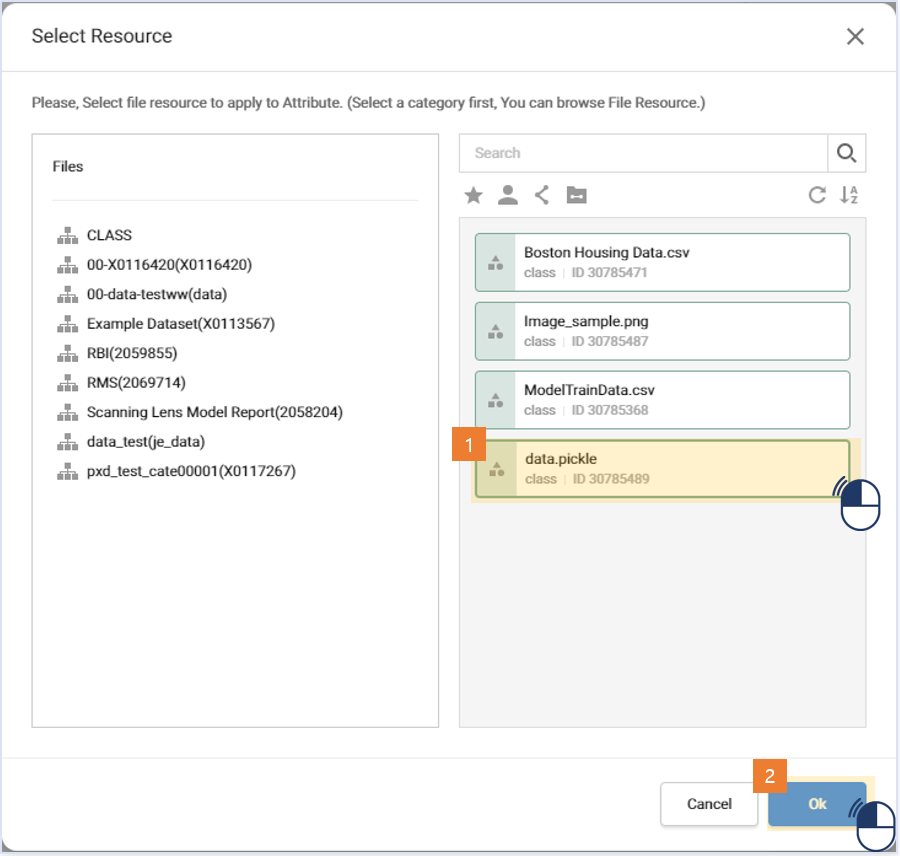 Select Resource
Please, Select file resource to apply to Attribute. (Select a category first, You can browse File Resource.)
Files
CLASS
00-X0116420(X0116420)
00-data-testww(data)
Example Dataset(X0113567)
RBI(2059855)
RMS(2069714)
Scanning Lens Model Report(2058204)
data_test(je_data)
pxd_test_cate00001(X0117267)
Search
A
Z
Boston Housing Data.csv
class | ID 30785471
Image_sample.png
class | ID 30785487
ModelTrainData.csv
class | ID 30785368
1
data.pickle
class | ID 30785489
2
Cancel
Ok